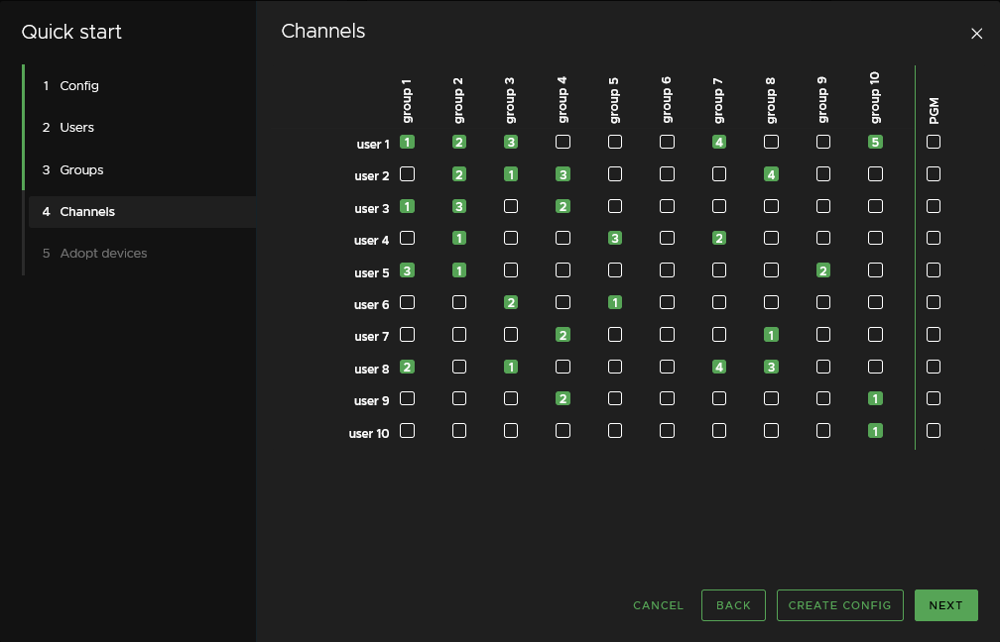 Quick start
1 Config
2 Users
3 Groups
4 Channels
5 Adopt devices
Channels
group 1 group 2 group 3 group 4 group 5 group 6 group 7 group 8 group 9 group 10 PGM
user 1 1 2 3 4 5
user 2 2 1 3 4
user 3 1 3 2
user 4 1 3 2
user 5 3 1 2
user 6 2 1
user 7 2 1
user 8 2 1 4 3
user 9 2 1
user 10 1
CANCEL BACK CREATE CONFIG NEXT